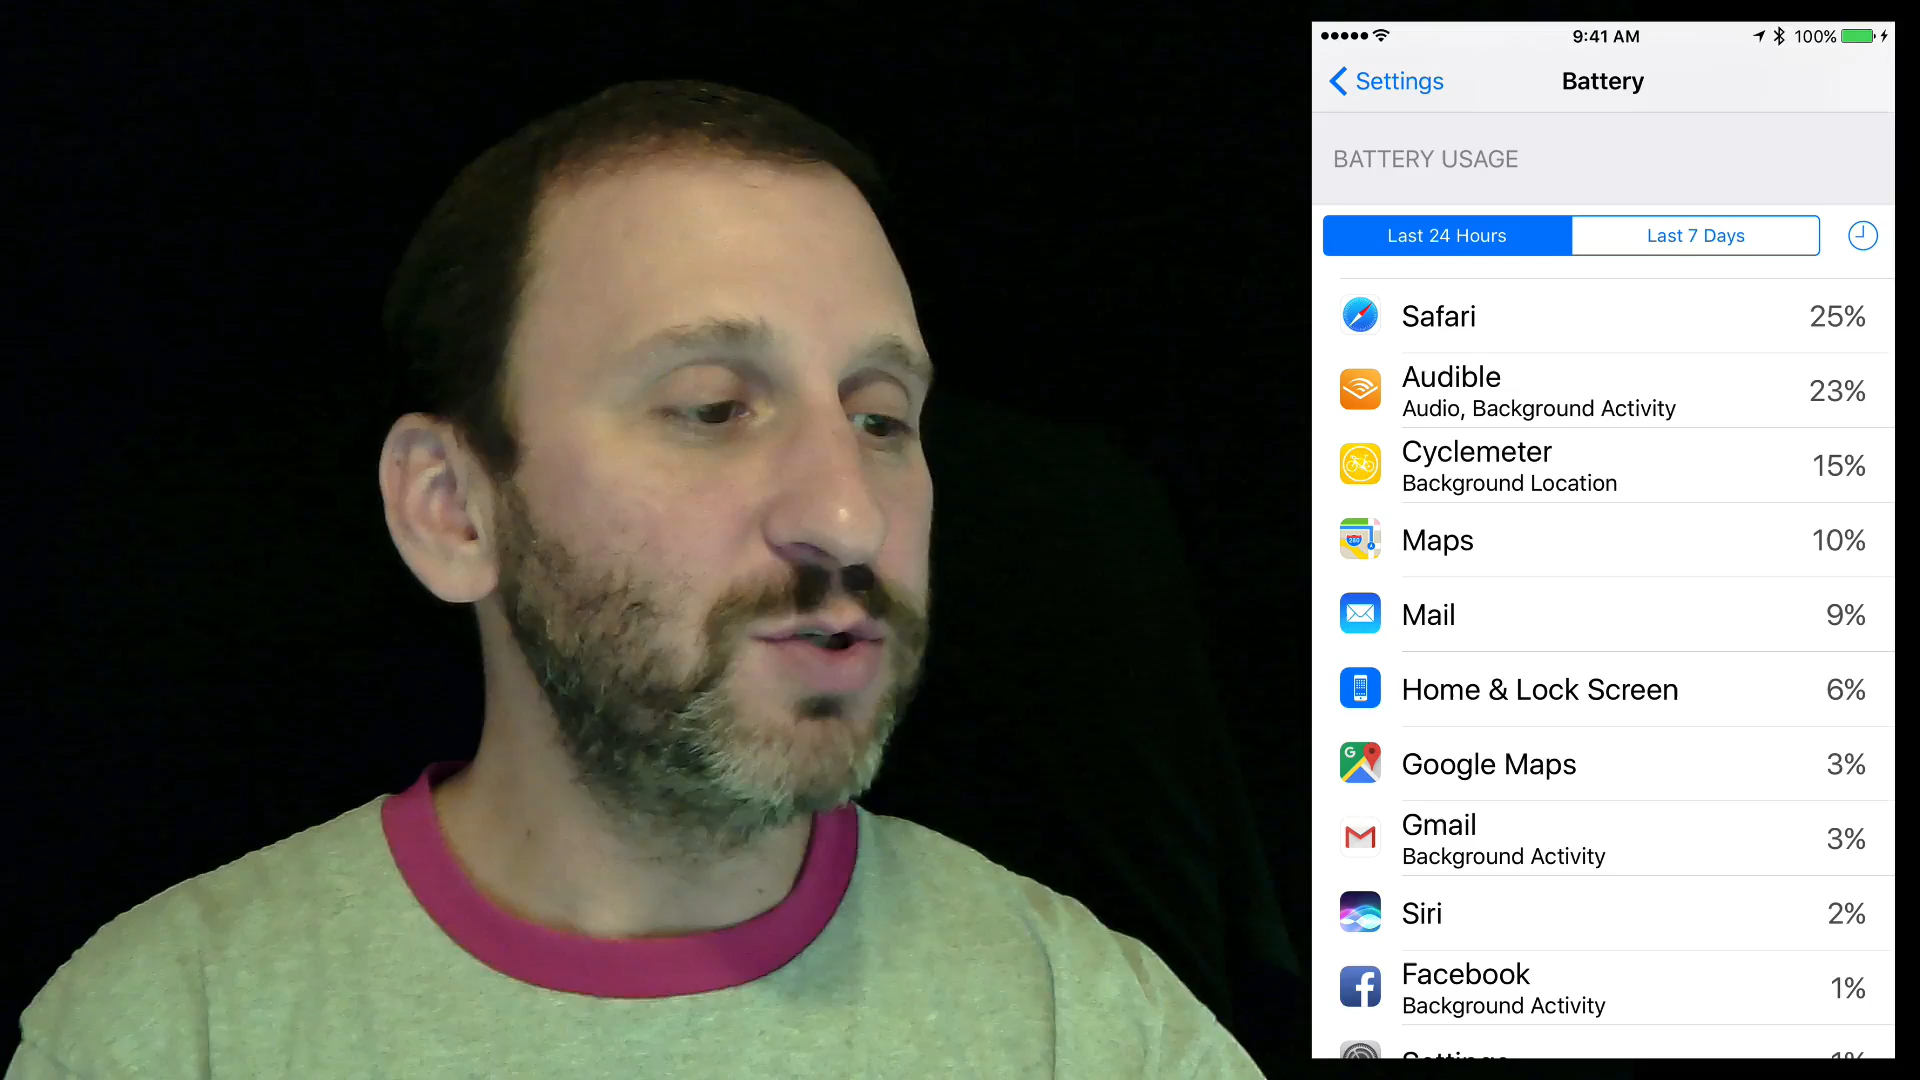 9:41 AM
100%
Settings
Battery
BATTERY USAGE
Last 24 Hours
Last 7 Days
Safari
25%
Audible
Audio, Background Activity
23%
Cyclemeter
Background Location
15%
Maps
10%
Mail
9%
Home & Lock Screen
6%
Google Maps
3%
Gmail
Background Activity
3%
Siri
2%
Facebook
Background Activity
1%
Settings
1%